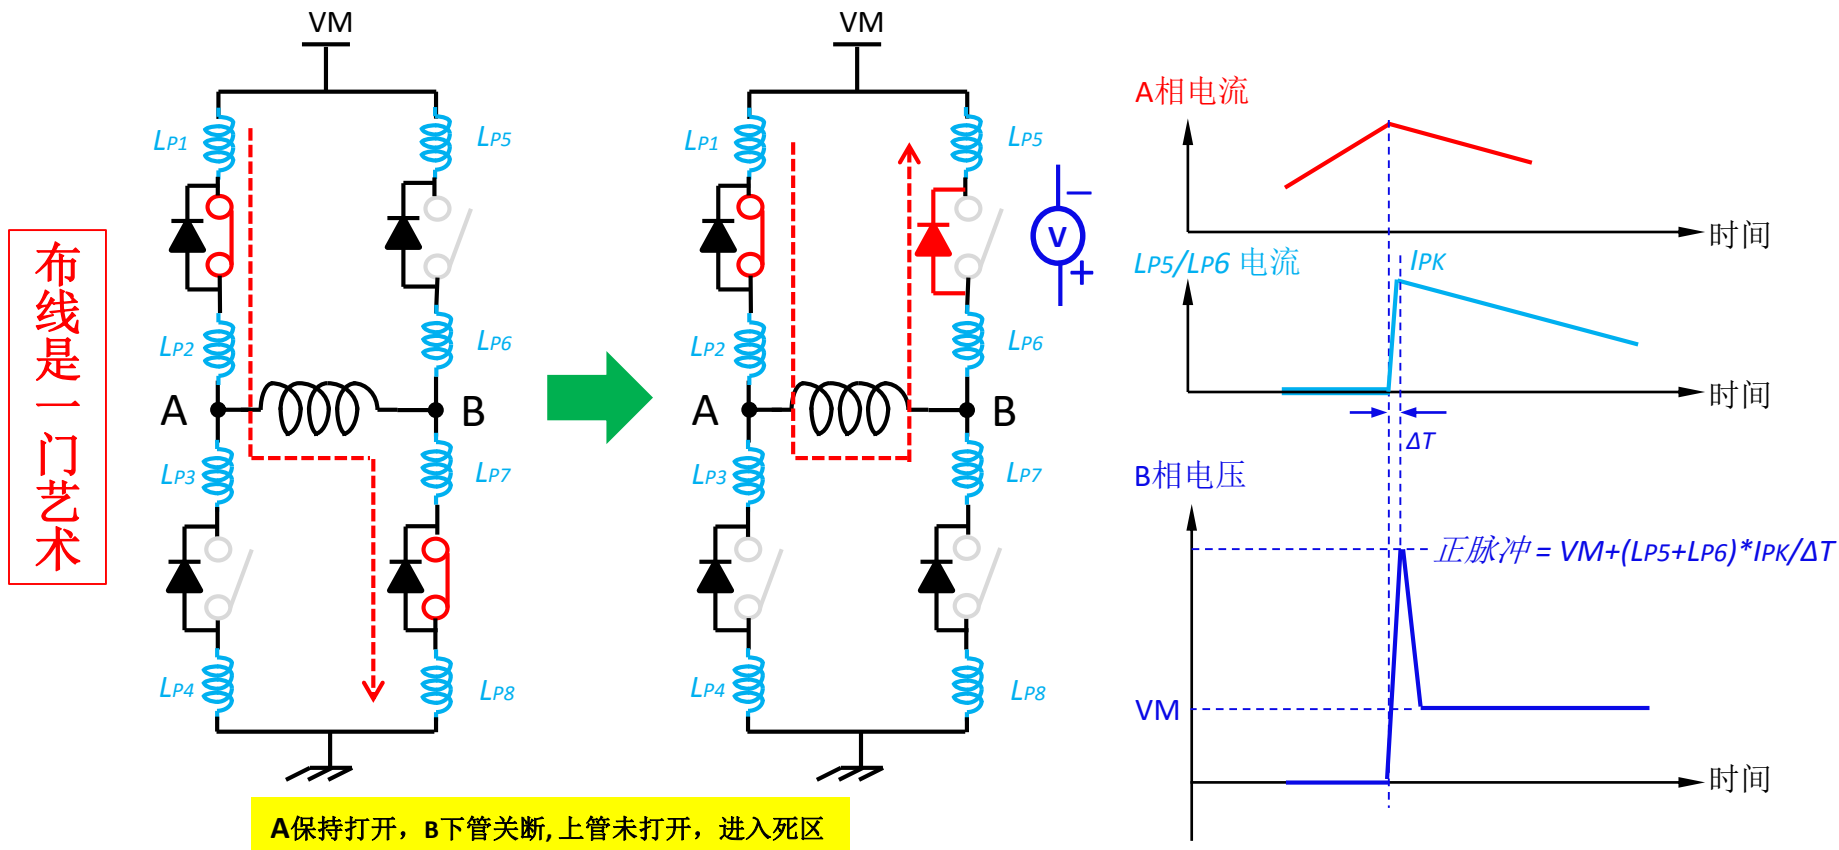 布线是一门艺术
VM
LP1
LP5
LP2
LP6
A
B
LP3
LP7
LP4
LP8
VM
LP1
LP5
V
LP2
LP6
A
B
LP3
LP7
LP4
LP8
A保持打开，B下管关断, 上管未打开，进入死区
A相电流
时间
LP5/LP6 电流
IPK
时间
ΔT
B相电压
正脉冲 = VM+(LP5+LP6)*IPK/ΔT
VM
时间